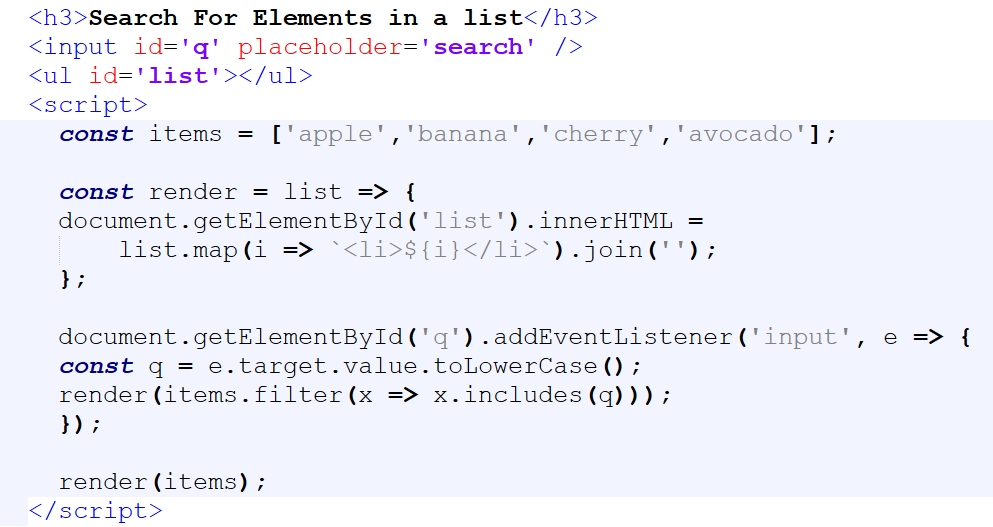 <h3>Search For Elements in a list</h3>
<input id='q' placeholder='search' />
<ul id='list'></ul>
<script>
  const items = ['apple','banana','cherry','avocado'];

  const render = list => {
  document.getElementById('list').innerHTML =
      list.map(i => `<li>${i}</li>`).join('');
  };

  document.getElementById('q').addEventListener('input', e => {
  const q = e.target.value.toLowerCase();
  render(items.filter(x => x.includes(q)));
  });

  render(items);
</script>